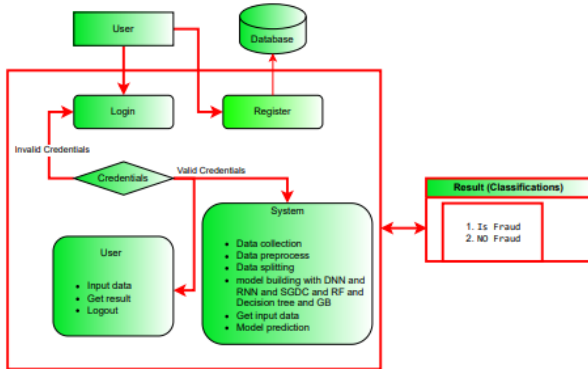 User
Database
Login
Register
Invalid Credentials
Credentials
Valid Credentials
System
• Data collection
• Data preprocess
• Data splitting
• model building with DNN and
RNN and SGDC and RF and
Decision tree and GB
• Get input data
• Model prediction
User
• Input data
• Get result
• Logout
Result (Classifications)
1. Is Fraud
2. NO Fraud